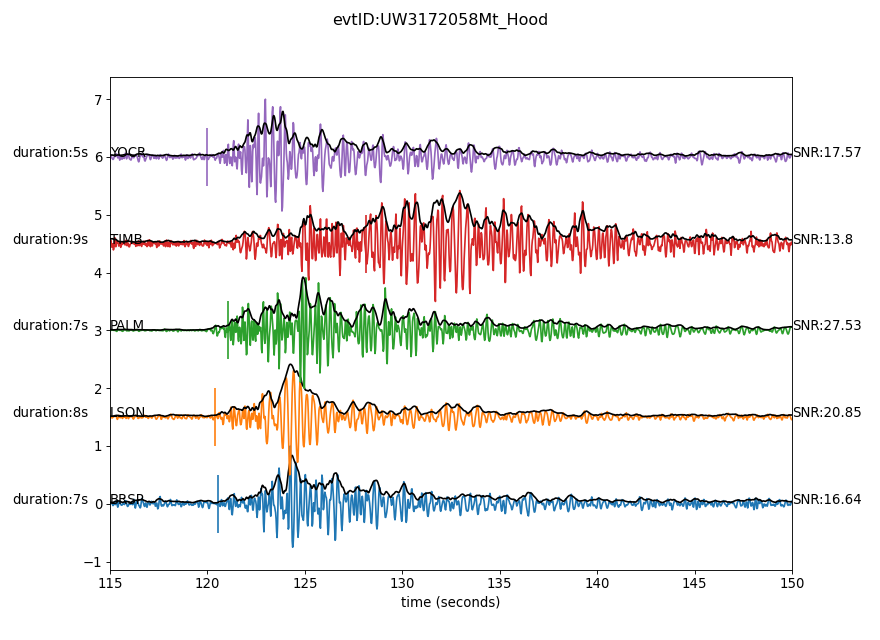 evtID:UW3172058Mt_Hood
7
duration:5s YOCR SNR:17.57
6
5
duration:9s TIMB SNR:13.8
4
duration:7s PALM SNR:27.53
3
2
duration:8s LSON SNR:20.85
1
duration:7s BRSP SNR:16.64
0
−1
115 120 125 130 135 140 145 150
time (seconds)